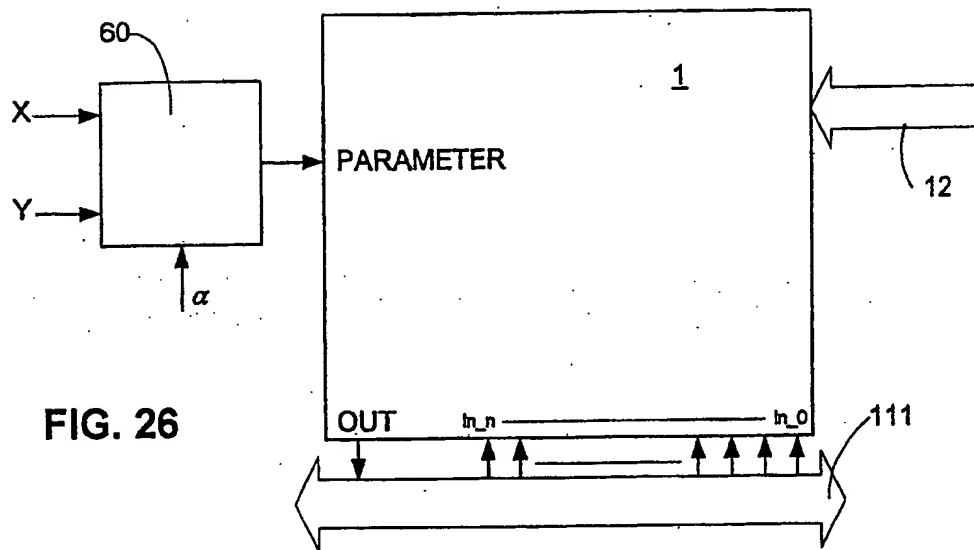 60
1
X
12
PARAMETER
Y
α
FIG. 26
OUT In_n In_0
111